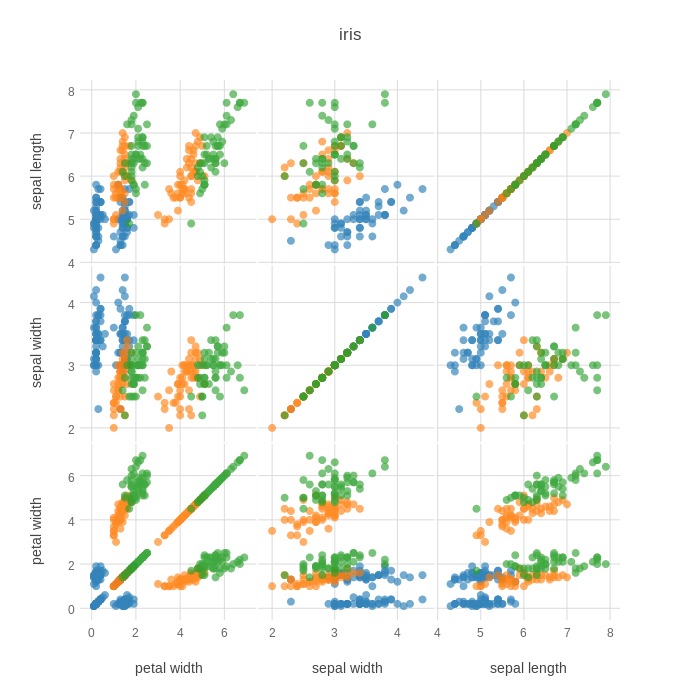 iris
8
7
6
5
4
sepal length
4
3
2
sepal width
6
4
2
0
petal width
0 2 4 6 2 3 4 4 5 6 7 8
petal width sepal width sepal length